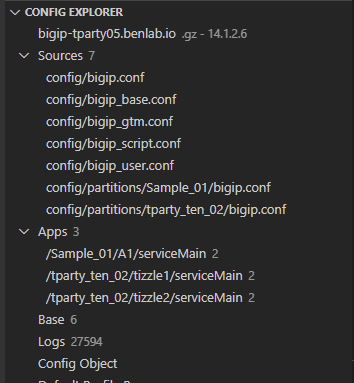 CONFIG EXPLORER
bigip-tparty05.benlab.io .gz - 14.1.2.6
Sources 7
config/bigip.conf
config/bigip_base.conf
config/bigip_gtm.conf
config/bigip_script.conf
config/bigip_user.conf
config/partitions/Sample_01/bigip.conf
config/partitions/tparty_ten_02/bigip.conf
Apps 3
/Sample_01/A1/serviceMain 2
/tparty_ten_02/tizzle1/serviceMain 2
/tparty_ten_02/tizzle2/serviceMain 2
Base 6
Logs 27594
Config Object